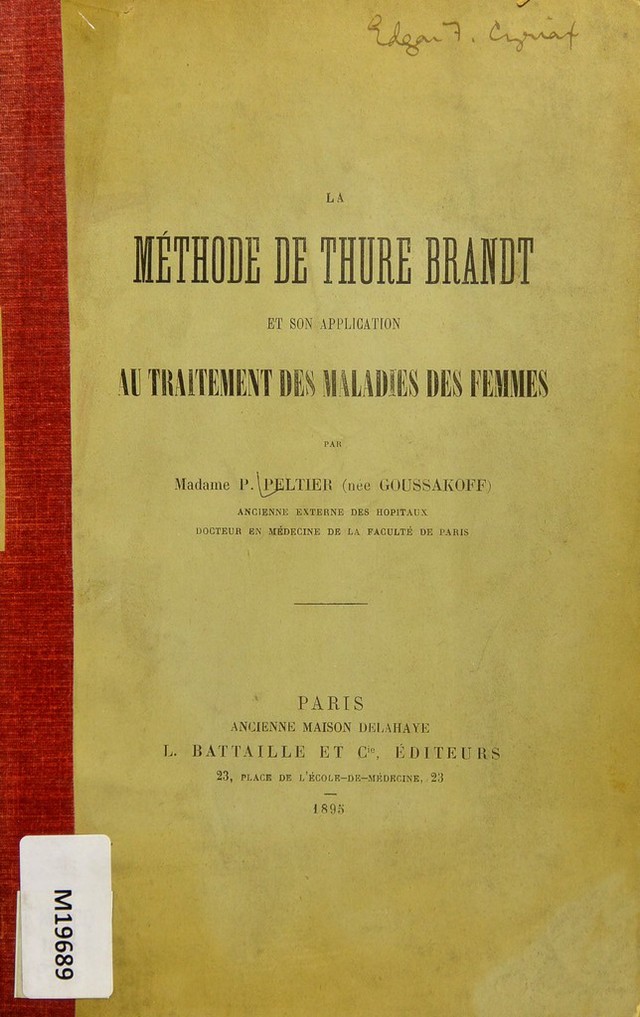 Edgar F. Cyriax
LA
MÉTHODE DE THURE BRANDT
ET SON APPLICATION
AU TRAITEMENT DES MALADIES DES FEMMES
PAR
Madame P. PELTIER (nee GOUSSAKOFF)
ANCIENNE EXTERNE DES HOPITAUX
DOCTEUR EN MÉDECINE DE LA FACULTÉ DE PARIS
PARIS
ANCIENNE MAISON DELAHAYE
L. BATTAILLE ET Cie, ÉDITEURS
23, PLACE DE L'ÉCOLE-DE-MÉDECINE, 23
1895
M19689